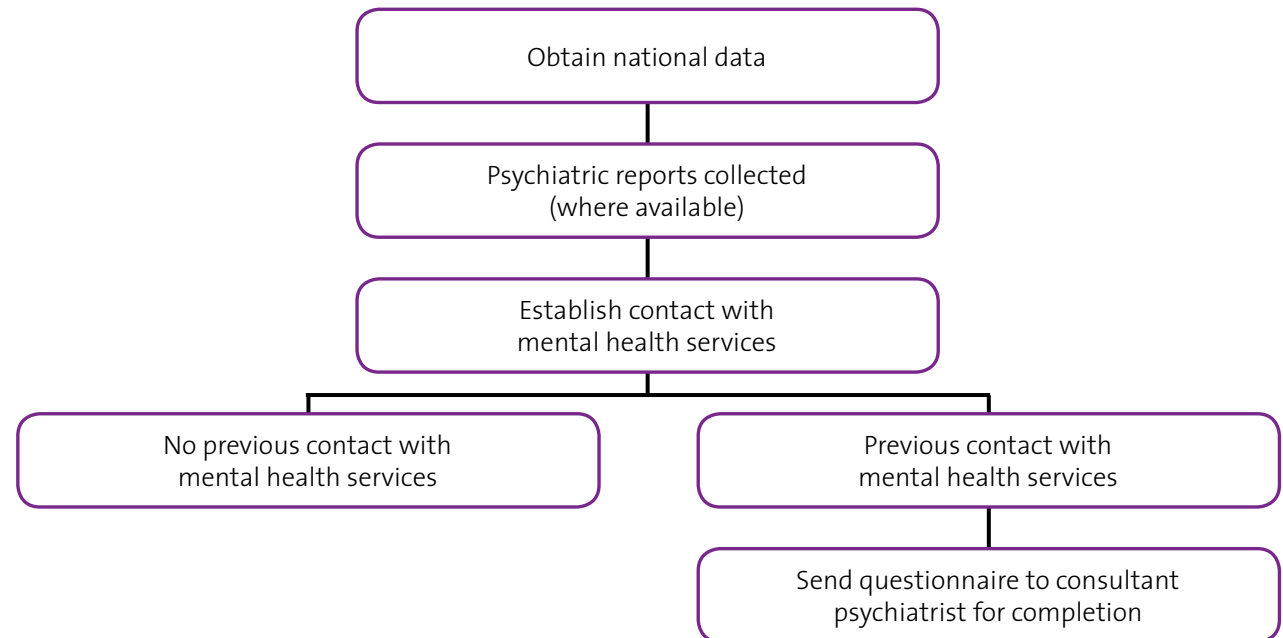 Obtain national data
Psychiatric reports collected
(where available)
Establish contact with
mental health services
No previous contact with
mental health services
Previous contact with
mental health services
Send questionnaire to consultant
psychiatrist for completion